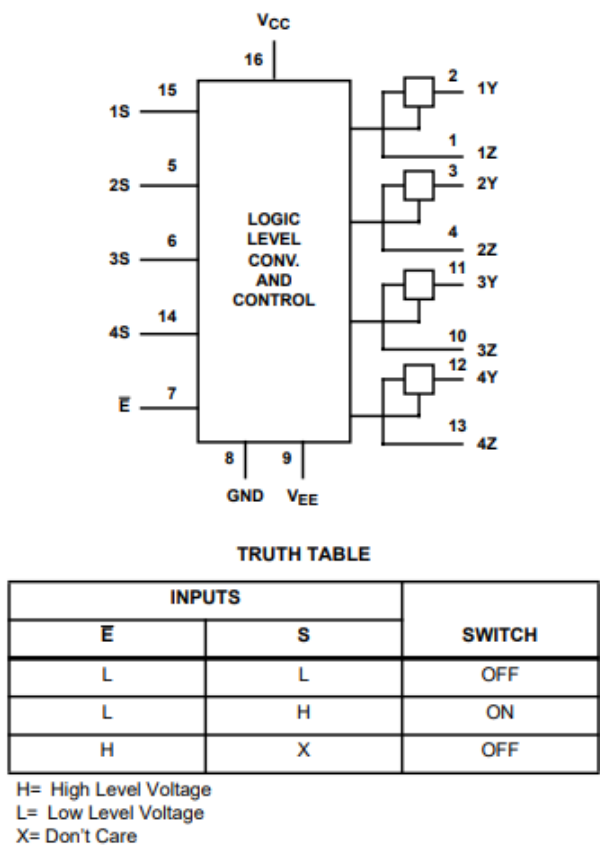 VCC
16
15
1S
5
2S
6
3S
14
4S
7
E̅
LOGIC
LEVEL
CONV.
AND
CONTROL
2
1Y
1
1Z
3
2Y
4
2Z
11
3Y
10
3Z
12
4Y
13
4Z
8
9
GND
VEE
TRUTH TABLE
INPUTS
E̅ S SWITCH
L L OFF
L H ON
H X OFF
H= High Level Voltage
L= Low Level Voltage
X= Don't Care